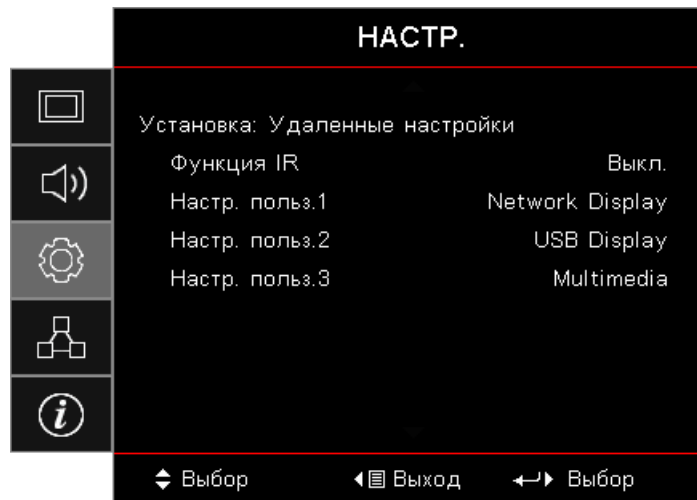 НАСТР.
Установка: Удаленные настройки
Функция IR Выкл.
Настр. польз.1 Network Display
Настр. польз.2 USB Display
Настр. польз.3 Multimedia
Выбор Выход Выбор